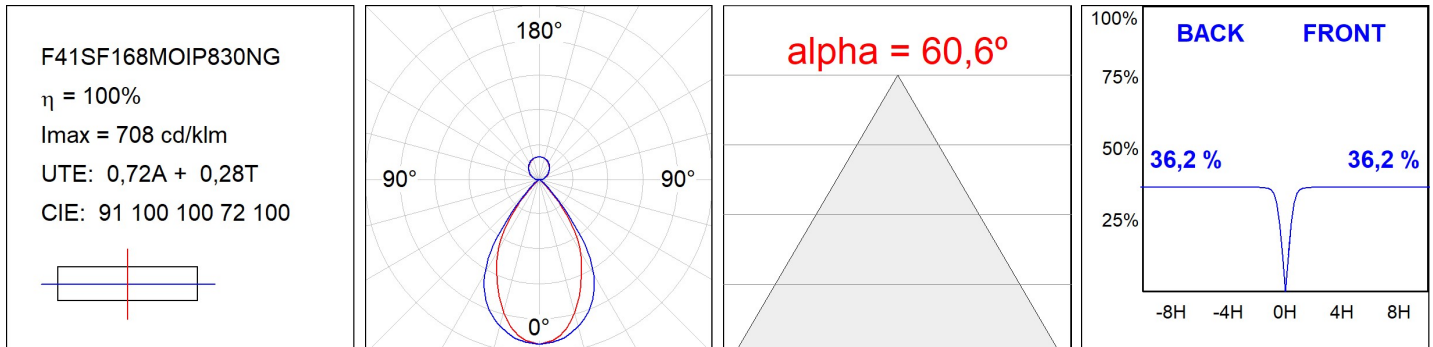 F41SF168MOIP830NG
η = 100%
Imax = 708 cd/klm
UTE:  0,72A +  0,28T
CIE:  91 100 100 72 100
180°
90°
90°
0°
alpha = 60,6º
100%
BACK
FRONT
75%
50%
36,2 %
36,2 %
25%
-8H
-4H
0H
4H
8H